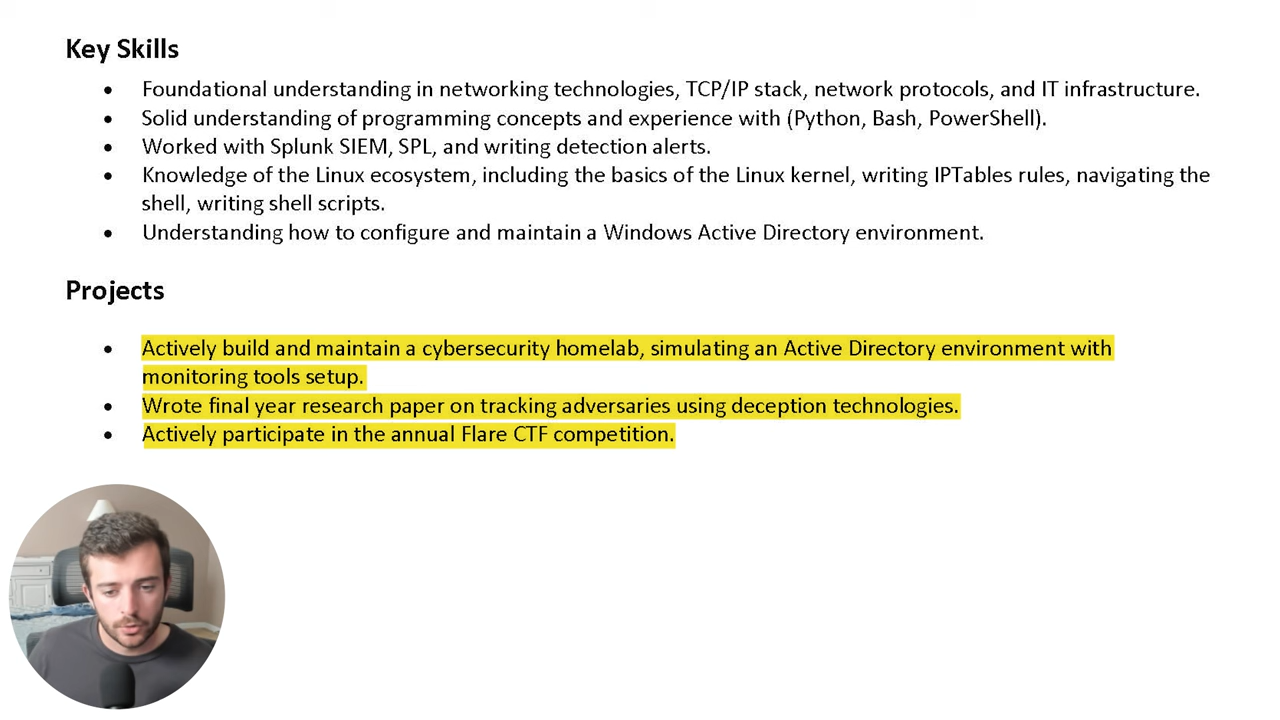 Key Skills
• Foundational understanding in networking technologies, TCP/IP stack, network protocols, and IT infrastructure.
• Solid understanding of programming concepts and experience with (Python, Bash, PowerShell).
• Worked with Splunk SIEM, SPL, and writing detection alerts.
• Knowledge of the Linux ecosystem, including the basics of the Linux kernel, writing IPTables rules, navigating the
shell, writing shell scripts.
• Understanding how to configure and maintain a Windows Active Directory environment.
Projects
• Actively build and maintain a cybersecurity homelab, simulating an Active Directory environment with
monitoring tools setup.
• Wrote final year research paper on tracking adversaries using deception technologies.
• Actively participate in the annual Flare CTF competition.